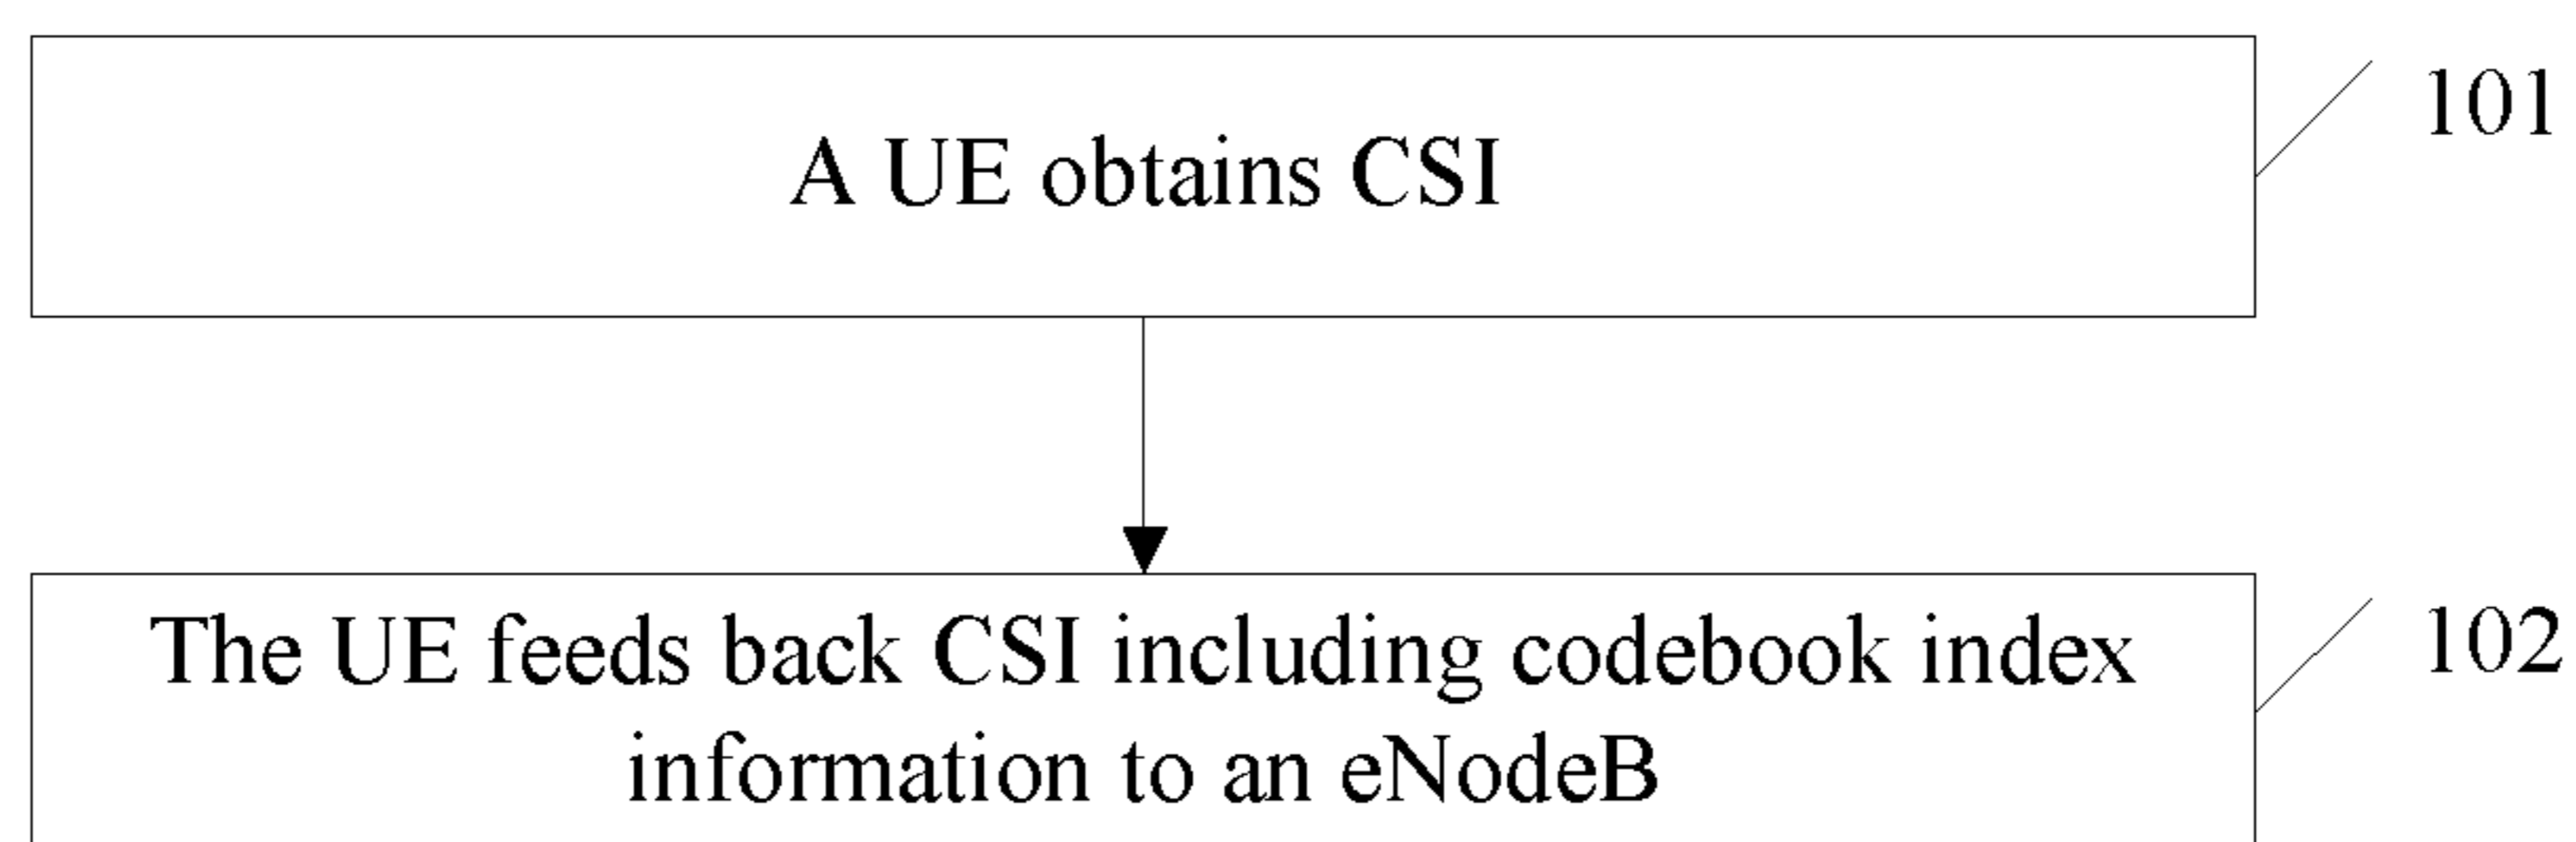 A UE obtains CSI
101
The UE feeds back CSI including codebook index
information to an eNodeB
102